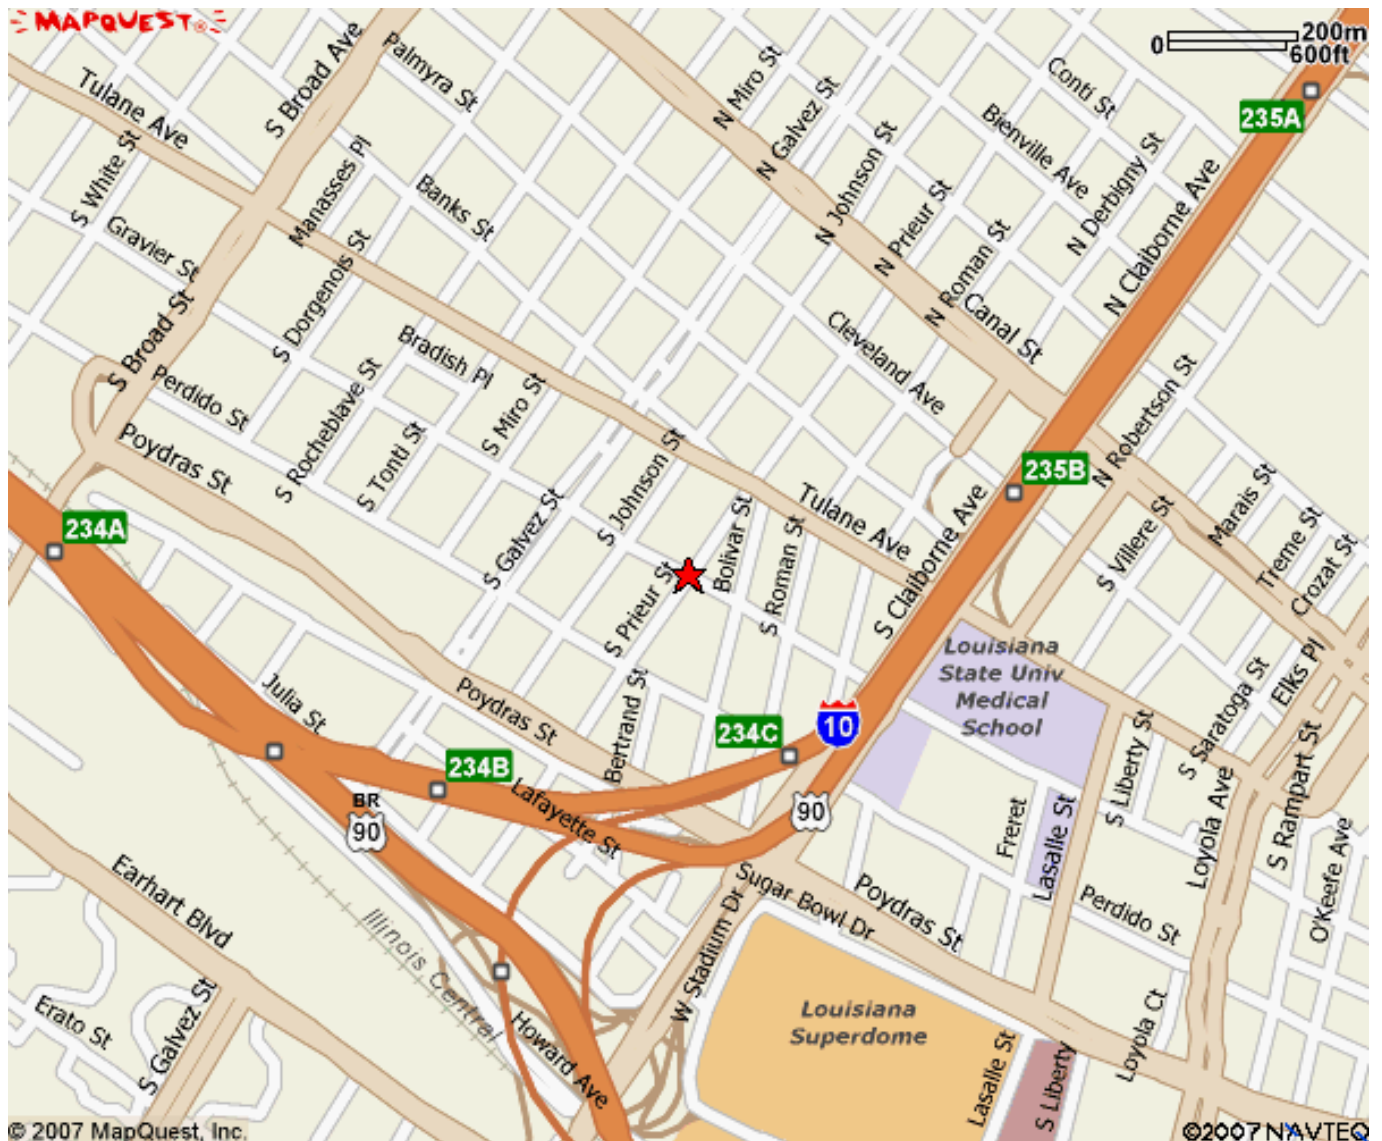 MAPQUEST®
0
200m
600ft
Palmyra St
S Broad Ave
Tulane Ave
N Miro St
N Galvez St
Conti St
235A
Bienville Ave
S White St
Manasses Pl
Banks St
N Johnson St
N Prieur St
N Derbigny St
N Claiborne Ave
Gravier St
S Dorgenois St
N Roman St
Canal St
S Broad St
Bradish Pl
Cleveland Ave
Perdido St
S Rocheblave St
S Miro St
N Robertson St
Poydras St
S Tonti St
S Johnson St
235B
Marais St
234A
S Galvez St
Bolivar St
Tulane Ave
S Roman St
S Claiborne Ave
S Villere St
Treme St
Crozat St
S Prieur St
Louisiana
State Univ
Medical
School
Elks Pl
Julia St
Poydras St
Bertrand St
234C
10
S Saratoga St
S Liberty St
234B
BR
90
Lafayette St
90
Freret
Lasalle St
Loyola Ave
S Rampart St
O'Keefe Ave
Earhart Blvd
Sugar Bowl Dr
Poydras St
Perdido St
Illinois Central
W Stadium Dr
Louisiana
Superdome
Erato St
S Galvez St
Howard Ave
Lasalle St
S Liberty
Loyola Ct
© 2007 MapQuest, Inc.
©2007 NAVTEQ